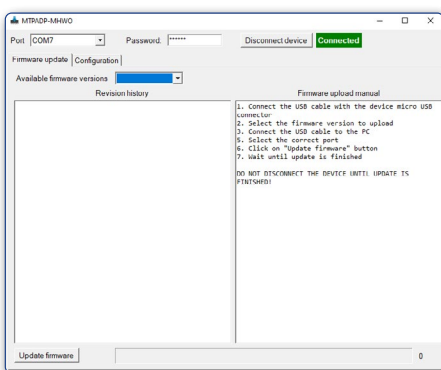 MTPADP-MHWO
Port COM7 Password: ****** Disconnect device Connected
Firmware update Configuration
Available firmware versions
Revision history Firmware upload manual
1. Connect the USB cable with the device micro USB
connector
2. Select the firmware version to upload
3. Connect the USB cable to the PC
5. Select the correct port
6. Click on "Update firmware" button
7. Wait until update is finished
DO NOT DISCONNECT THE DEVICE UNTIL UPDATE IS
FINISHED!
Update firmware 0